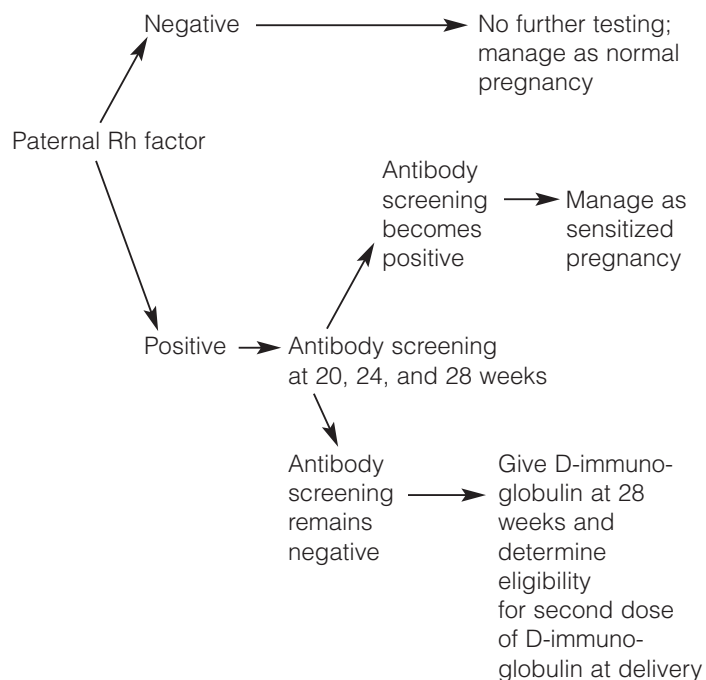 Negative
No further testing;
manage as normal
pregnancy
Paternal Rh factor
Antibody
screening
becomes
positive
Manage as
sensitized
pregnancy
Positive
Antibody screening
at 20, 24, and 28 weeks
Antibody
screening
remains
negative
Give D-immuno-
globulin at 28
weeks and
determine
eligibility
for second dose
of D-immuno-
globulin at delivery